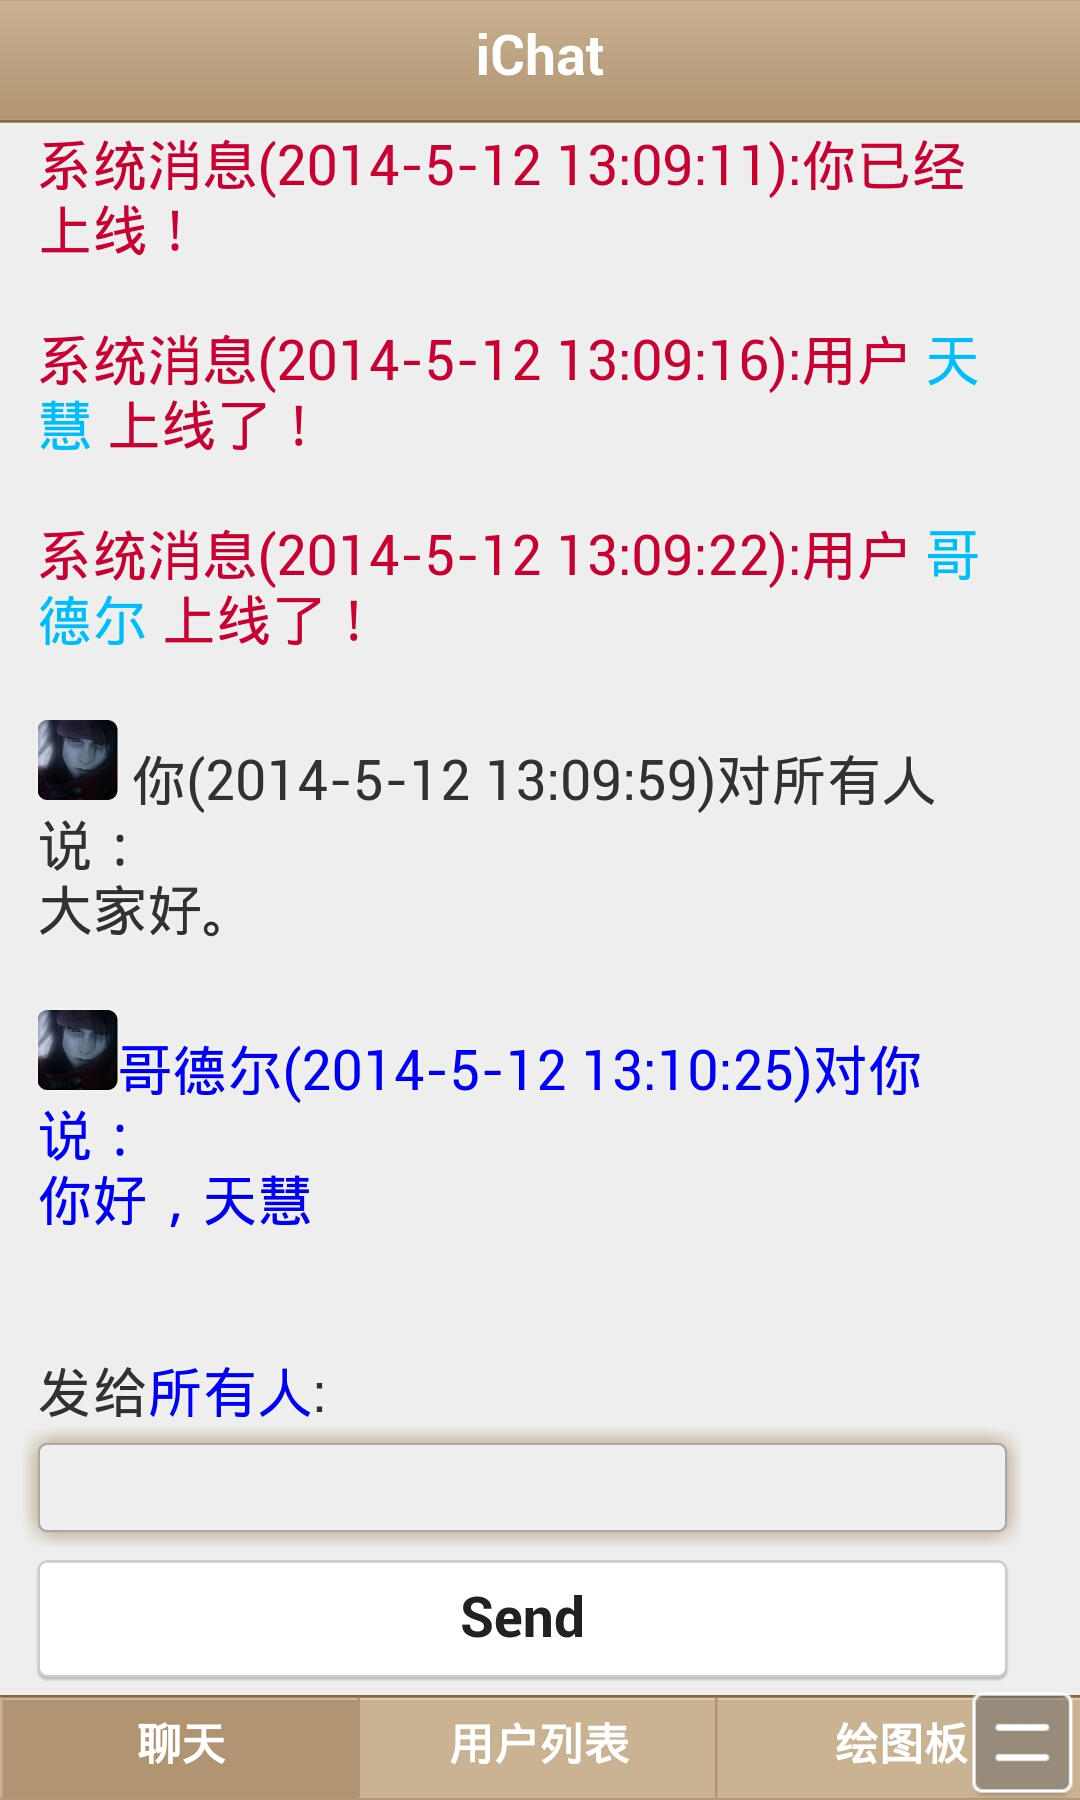 iChat
系统消息(2014-5-12 13:09:11):你已经
上线！
系统消息(2014-5-12 13:09:16):用户 天
慧 上线了！
系统消息(2014-5-12 13:09:22):用户 哥
德尔 上线了！
你(2014-5-12 13:09:59)对所有人
说：
大家好。
哥德尔(2014-5-12 13:10:25)对你
说：
你好，天慧
发给所有人:
Send
聊天 用户列表 绘图板